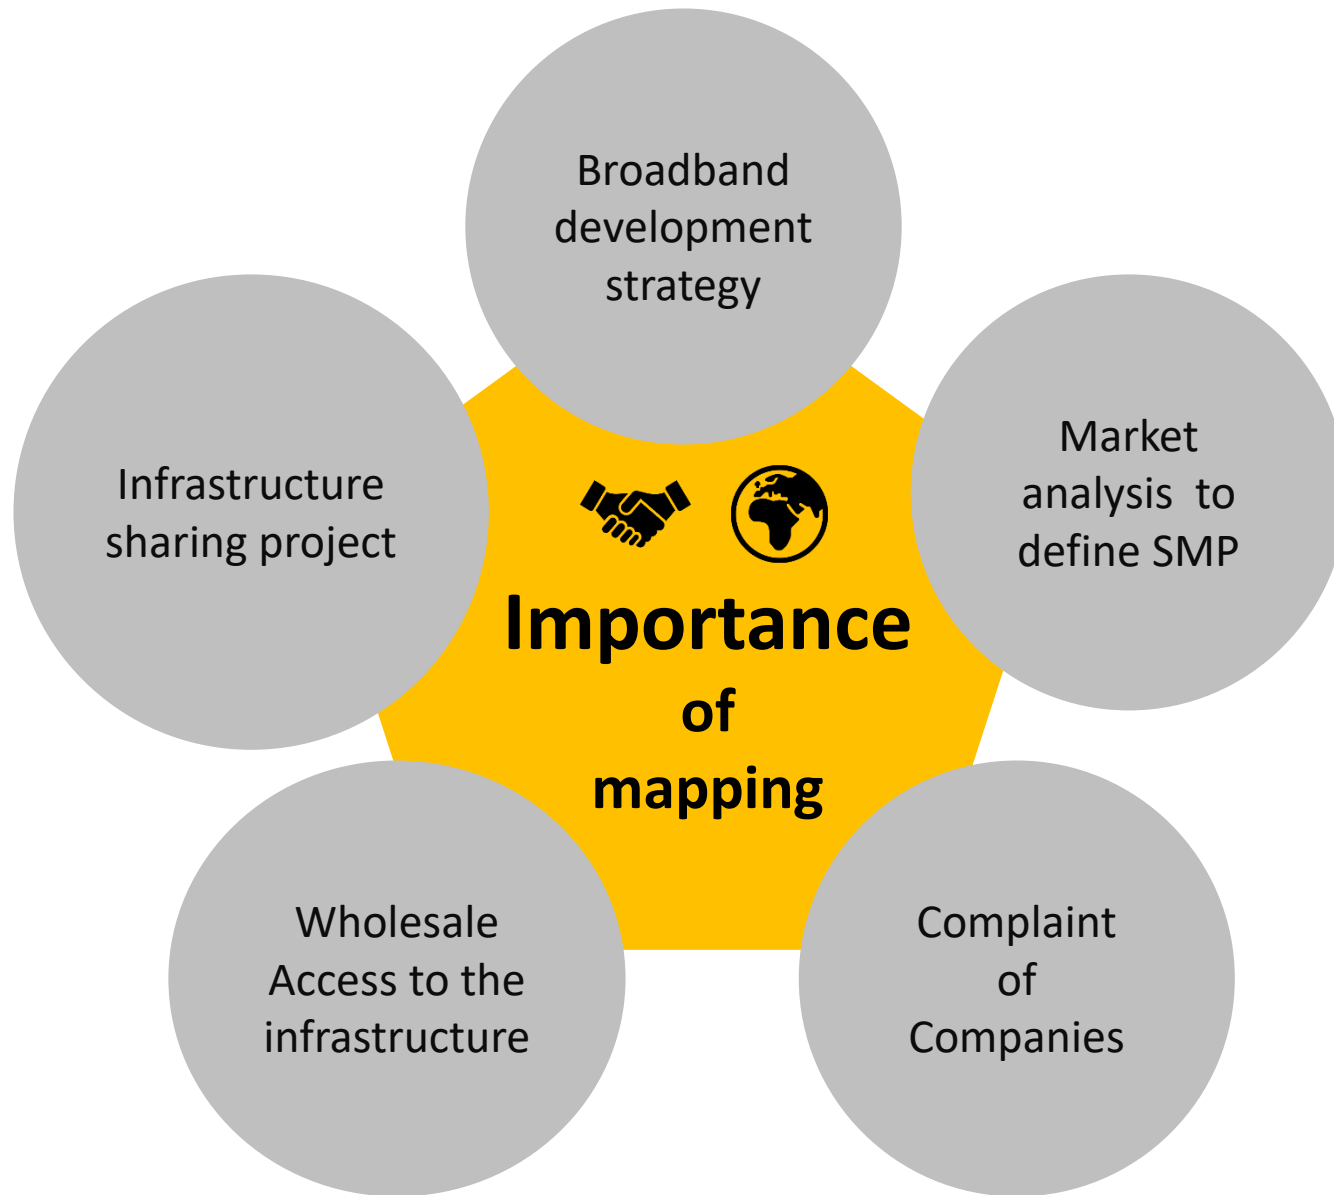 Broadband
development
strategy
Market
analysis  to
define SMP
Infrastructure
sharing project
Importance
of
mapping
Wholesale
Access to the
infrastructure
Complaint
of
Companies